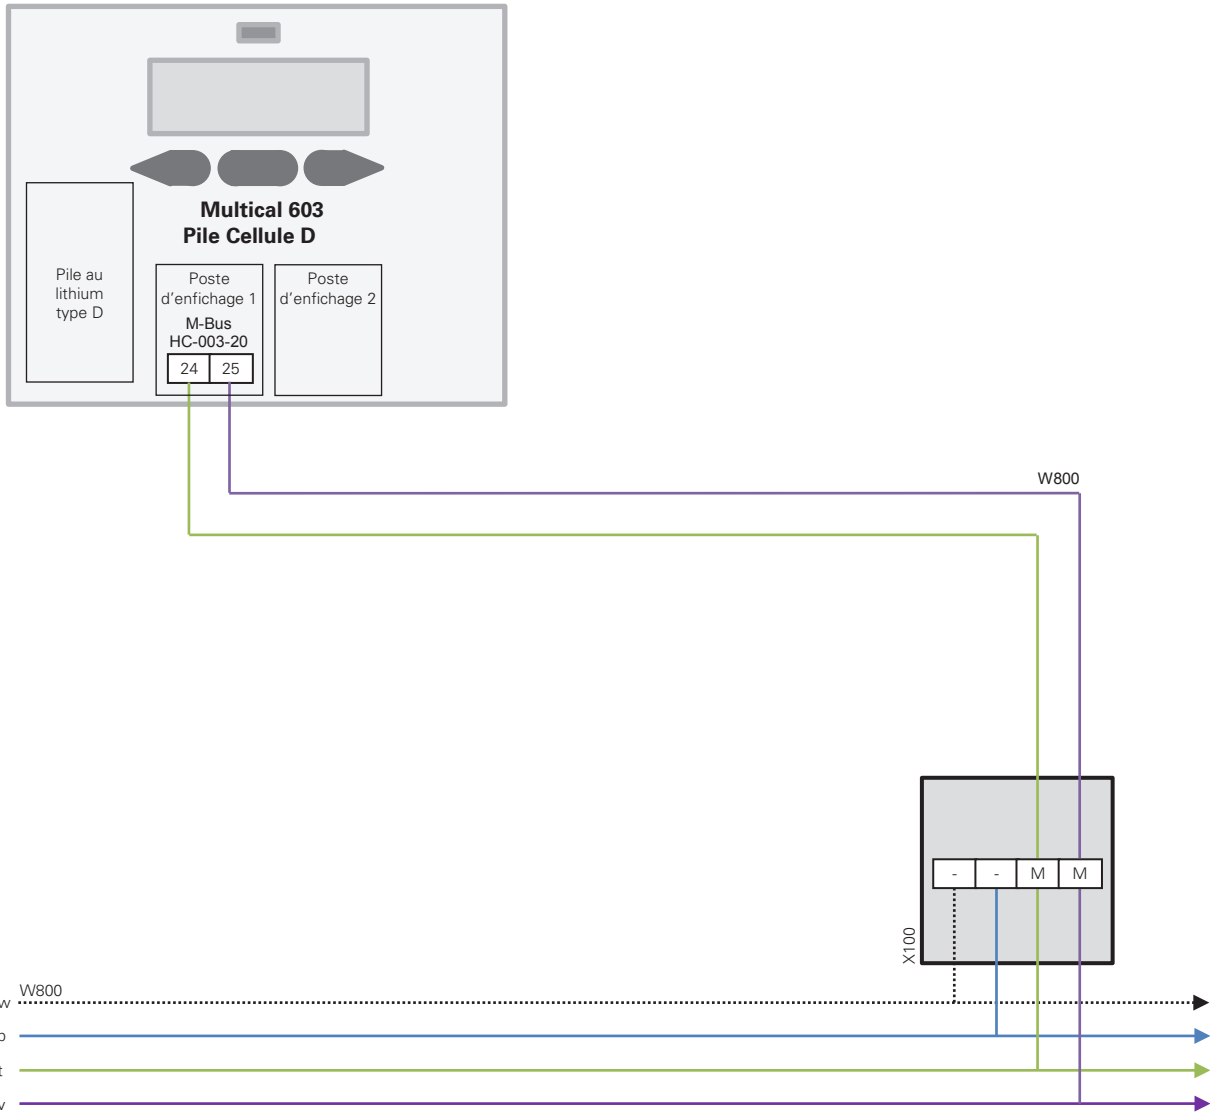 Multical 603
Pile Cellule D
Pile au
lithium
type D
Poste
d'enfichage 1
M-Bus
HC-003-20
24 25
Poste
d'enfichage 2
W800
- - M M
X100
W800
w
t
v